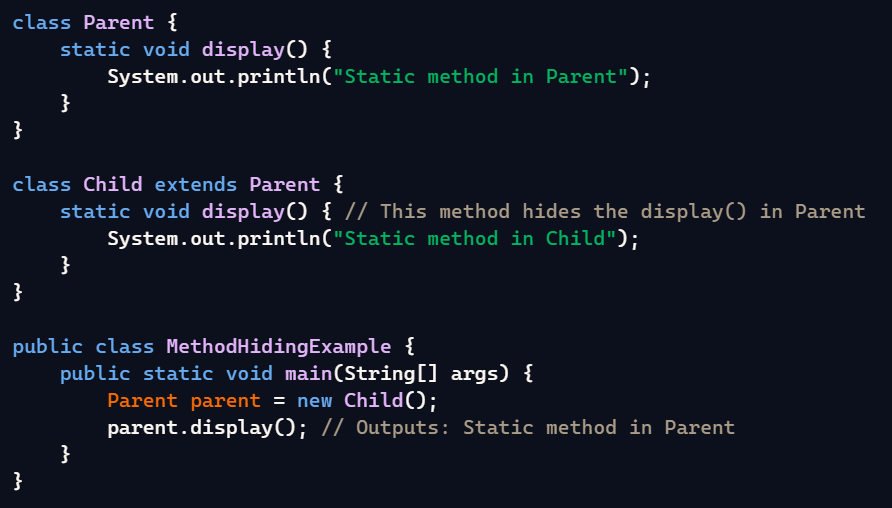 class Parent {
    static void display() {
        System.out.println("Static method in Parent");
    }
}

class Child extends Parent {
    static void display() { // This method hides the display() in Parent
        System.out.println("Static method in Child");
    }
}

public class MethodHidingExample {
    public static void main(String[] args) {
        Parent parent = new Child();
        parent.display(); // Outputs: Static method in Parent
    }
}